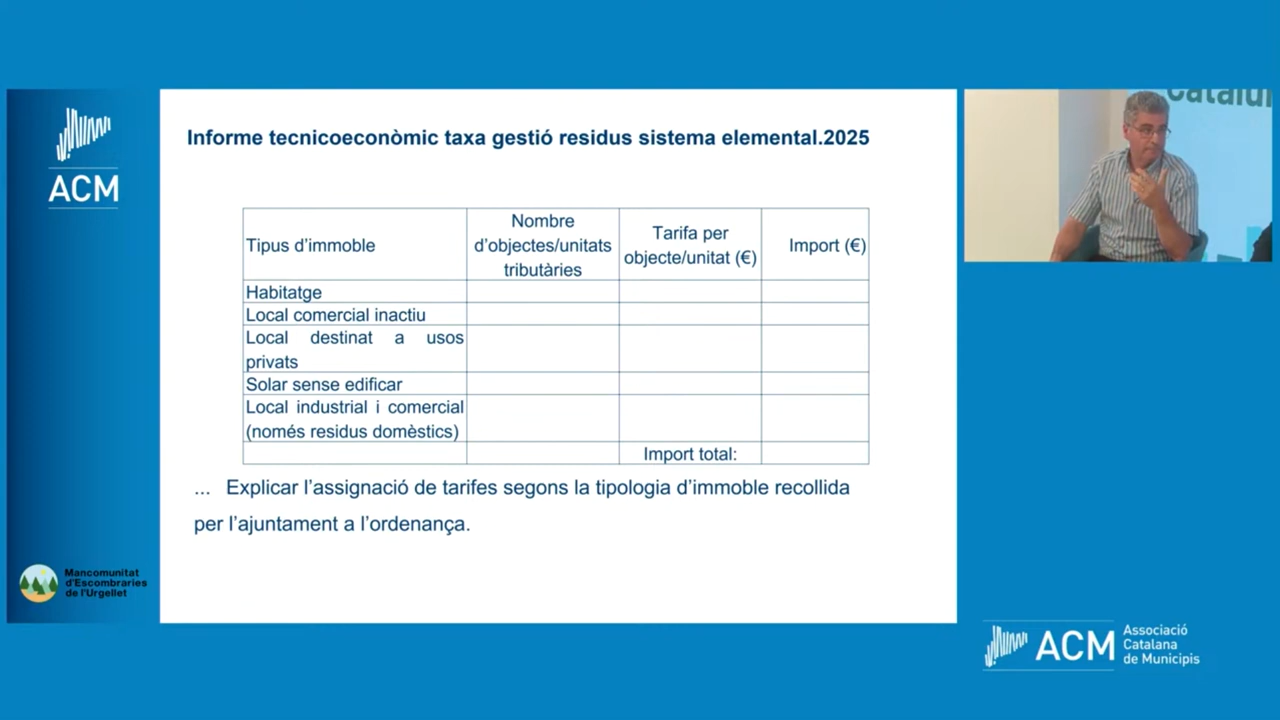 ACM
Informe tecnicoeconòmic taxa gestió residus sistema elemental.2025
Tipus d’immoble
Nombre
d’objectes/unitats
tributàries
Tarifa per
objecte/unitat (€)
Import (€)
Habitatge
Local comercial inactiu
Local destinat a usos
privats
Solar sense edificar
Local industrial i comercial
(només residus domèstics)
Import total:
... Explicar l’assignació de tarifes segons la tipologia d’immoble recollida
per l’ajuntament a l’ordenança.
Mancomunitat
d'Escombraries
de l'Urgellet
ACM
Associació
Catalana
de Municipis